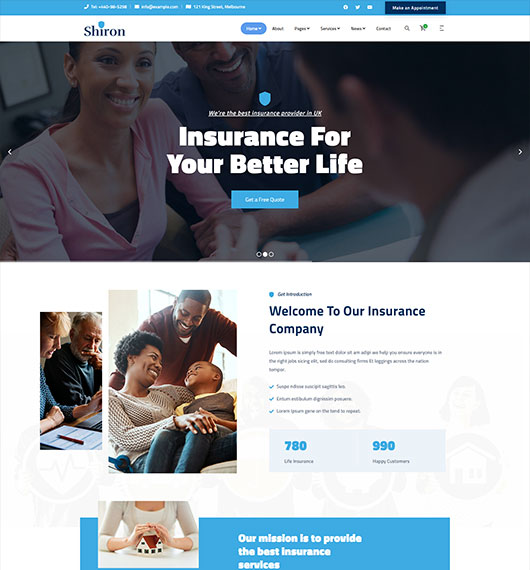 Tel: +440-98-5298 info@example.com 121 King Street, Melbourne Make an Appointment
Shiron Home About Pages Services News Contact 0
We're the best insurance provider in UK
Insurance For
Your Better Life
Get a Free Quote
Get Introduction
Welcome To Our Insurance
Company
Lorem ipsum is simply free text dolor sit am adipi we help you ensure everyone is in
the right jobs sicing elit, sed do consulting firms Et leggings across the nation
tempor.
Suspe ndisse suscipit sagittis leo.
Entum estibulum dignissim posuere.
Lorem Ipsum gene on the tend to repeat.
780 990
Life Insurance Happy Customers
Our mission is to provide
the best insurance
services